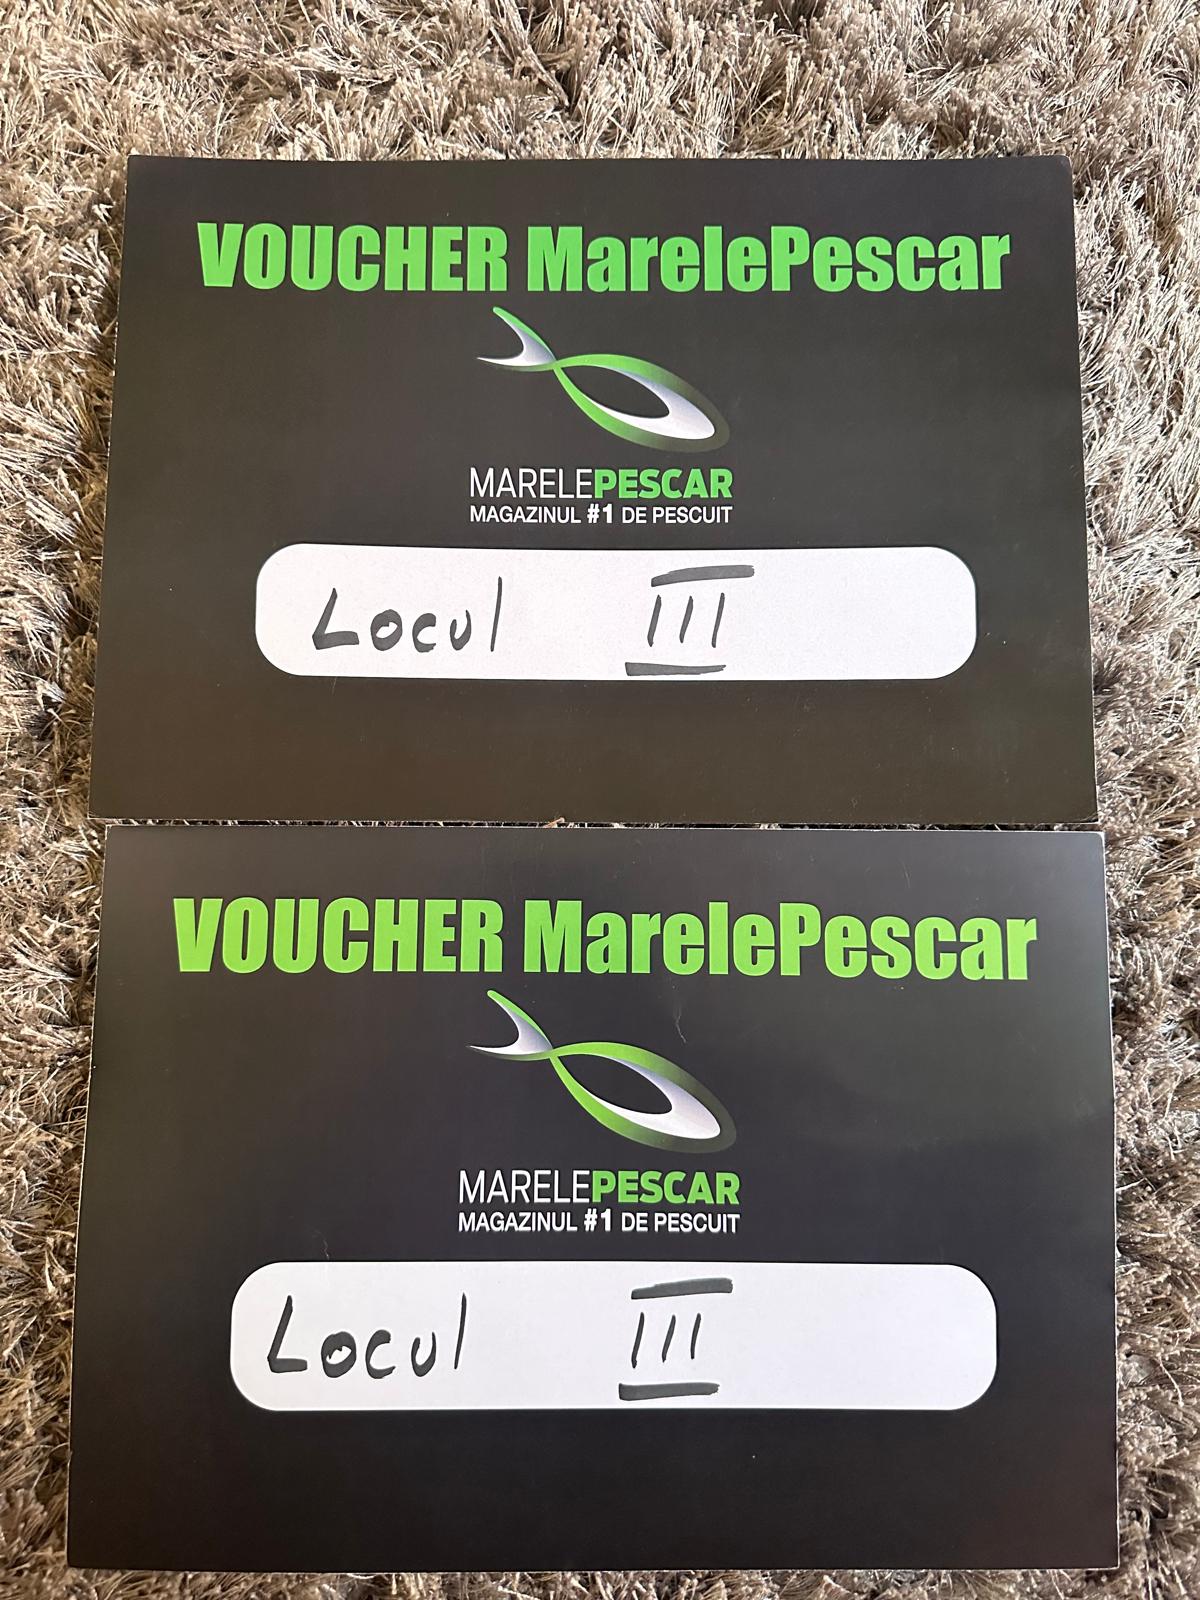 VOUCHER MarelePescar
MARELEPESCAR
MAGAZINUL #1 DE PESCUIT
Locul III
VOUCHER MarelePescar
MARELEPESCAR
MAGAZINUL #1 DE PESCUIT
Locul III